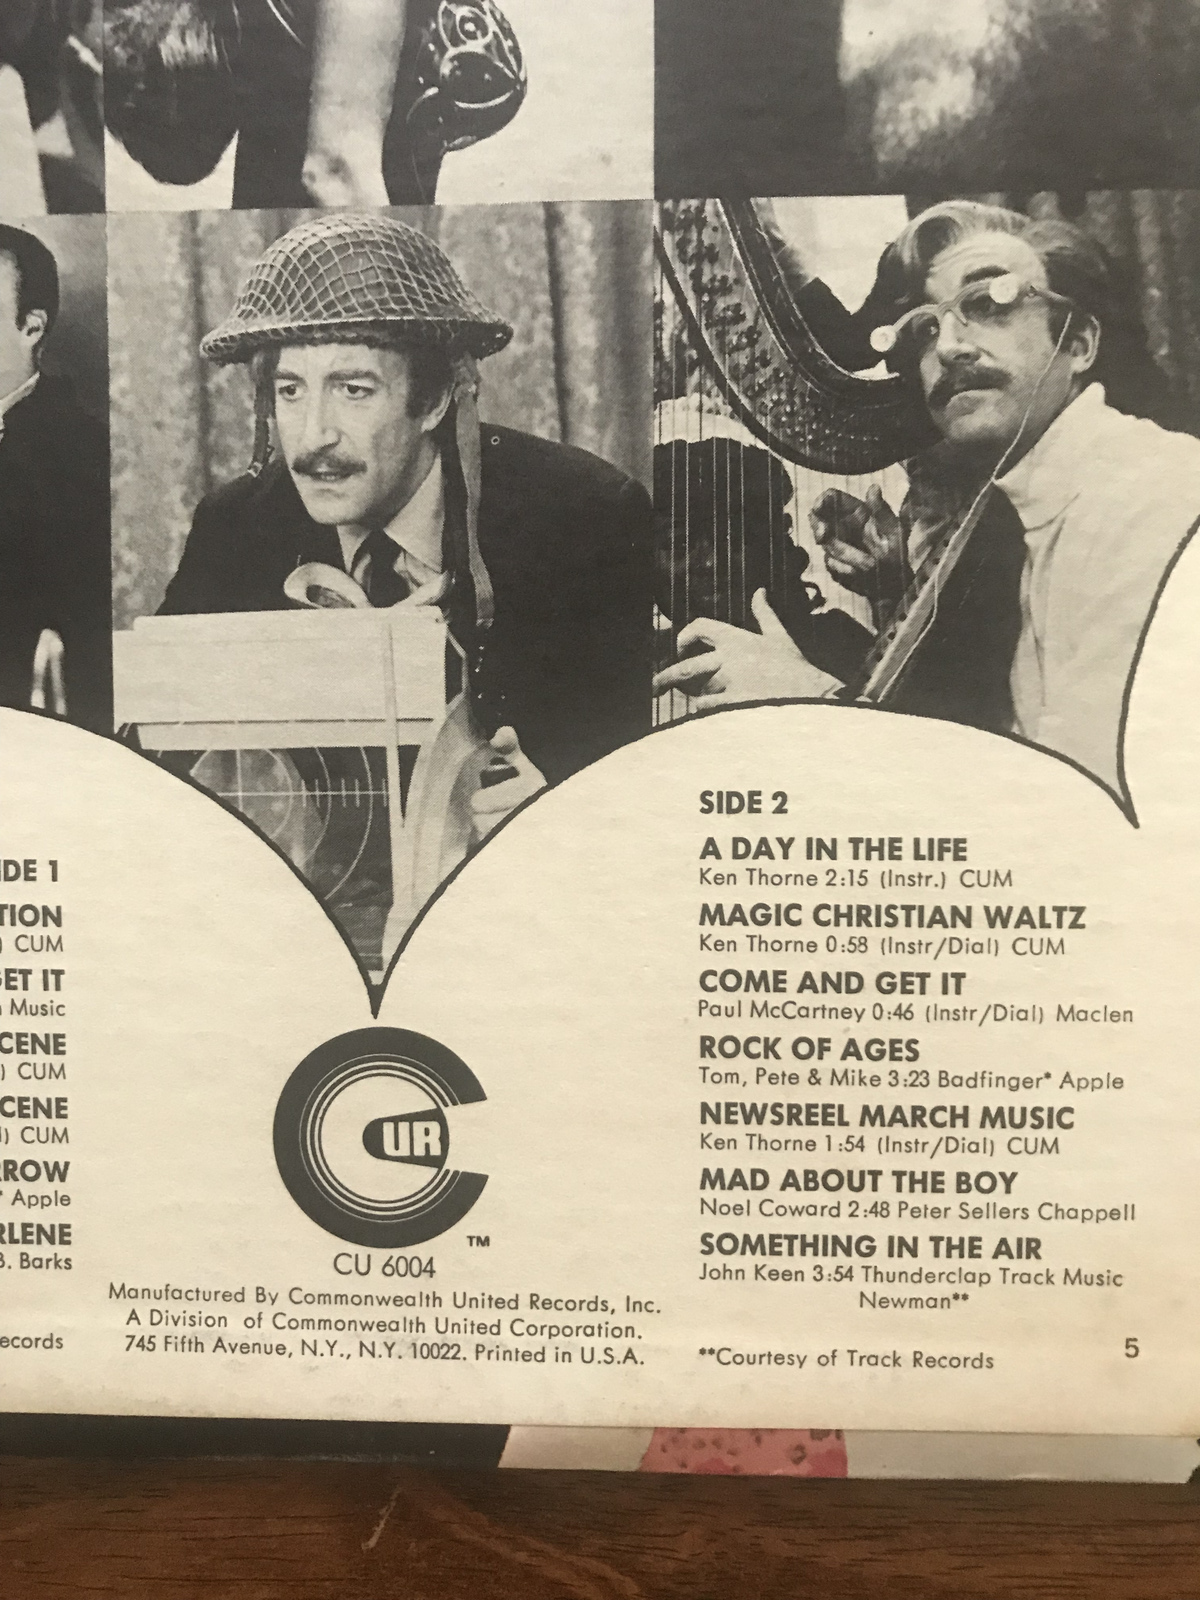 IDE 1
TION
) CUM
GET IT
Music
CENE
) CUM
CENE
) CUM
RROW
* Apple
RLENE
B. Barks
ecords
UR
TM
CU 6004
Manufactured By Commonwealth United Records, Inc.
A Division of Commonwealth United Corporation.
745 Fifth Avenue, N.Y., N.Y. 10022. Printed in U.S.A.
SIDE 2
A DAY IN THE LIFE
Ken Thorne 2:15 (Instr.) CUM
MAGIC CHRISTIAN WALTZ
Ken Thorne 0:58 (Instr/Dial) CUM
COME AND GET IT
Paul McCartney 0:46 (Instr/Dial) Maclen
ROCK OF AGES
Tom, Pete & Mike 3:23 Badfinger* Apple
NEWSREEL MARCH MUSIC
Ken Thorne 1:54 (Instr/Dial) CUM
MAD ABOUT THE BOY
Noel Coward 2:48 Peter Sellers Chappell
SOMETHING IN THE AIR
John Keen 3:54 Thunderclap Track Music
Newman**
**Courtesy of Track Records
5